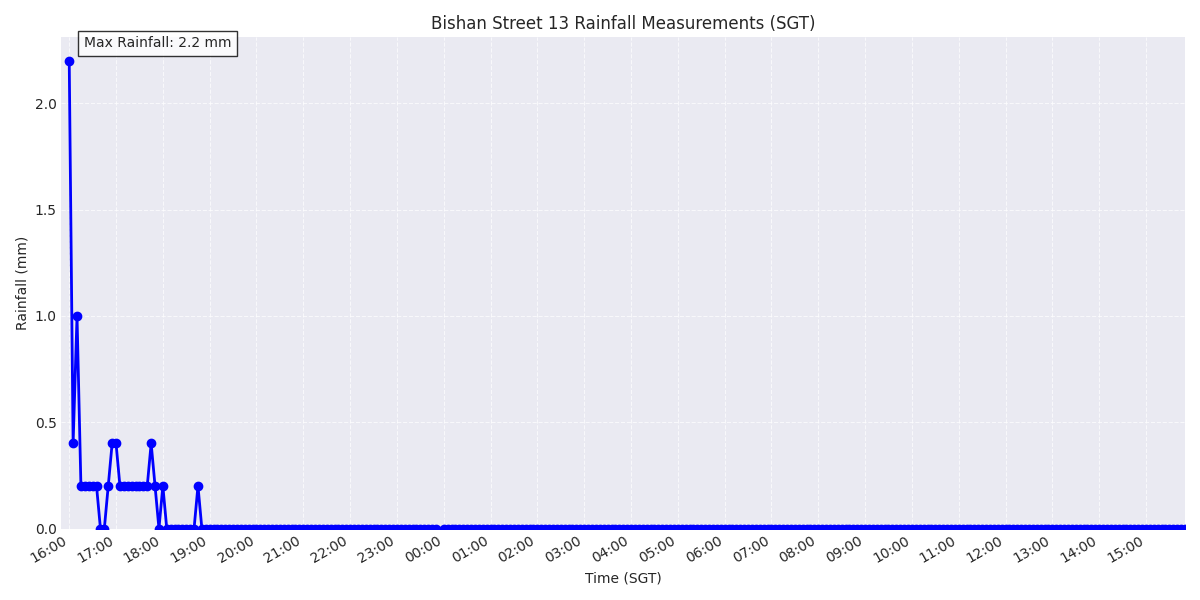 Bishan Street 13 Rainfall Measurements (SGT)
Max Rainfall: 2.2 mm
2.0
1.5
1.0
0.5
0.0
Rainfall (mm)
16:00 17:00 18:00 19:00 20:00 21:00 22:00 23:00 00:00 01:00 02:00 03:00 04:00 05:00 06:00 07:00 08:00 09:00 10:00 11:00 12:00 13:00 14:00 15:00
Time (SGT)